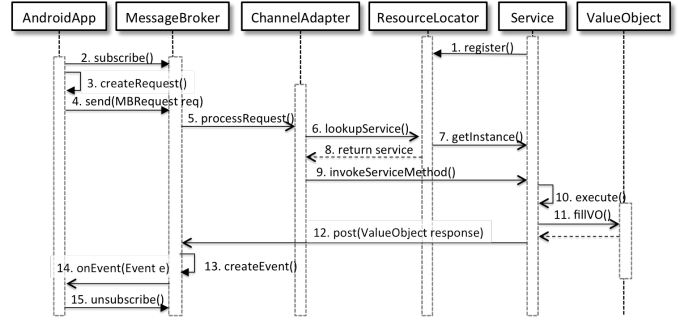 AndroidApp MessageBroker ChannelAdapter ResourceLocator Service ValueObject
1. register()
2. subscribe()
3. createRequest()
4. send(MBRequest req)
5. processRequest()
6. lookupService()
7. getInstance()
8. return service
9. invokeServiceMethod()
10. execute()
11. fillVO()
12. post(ValueObject response)
13. createEvent()
14. onEvent(Event e)
15. unsubscribe()